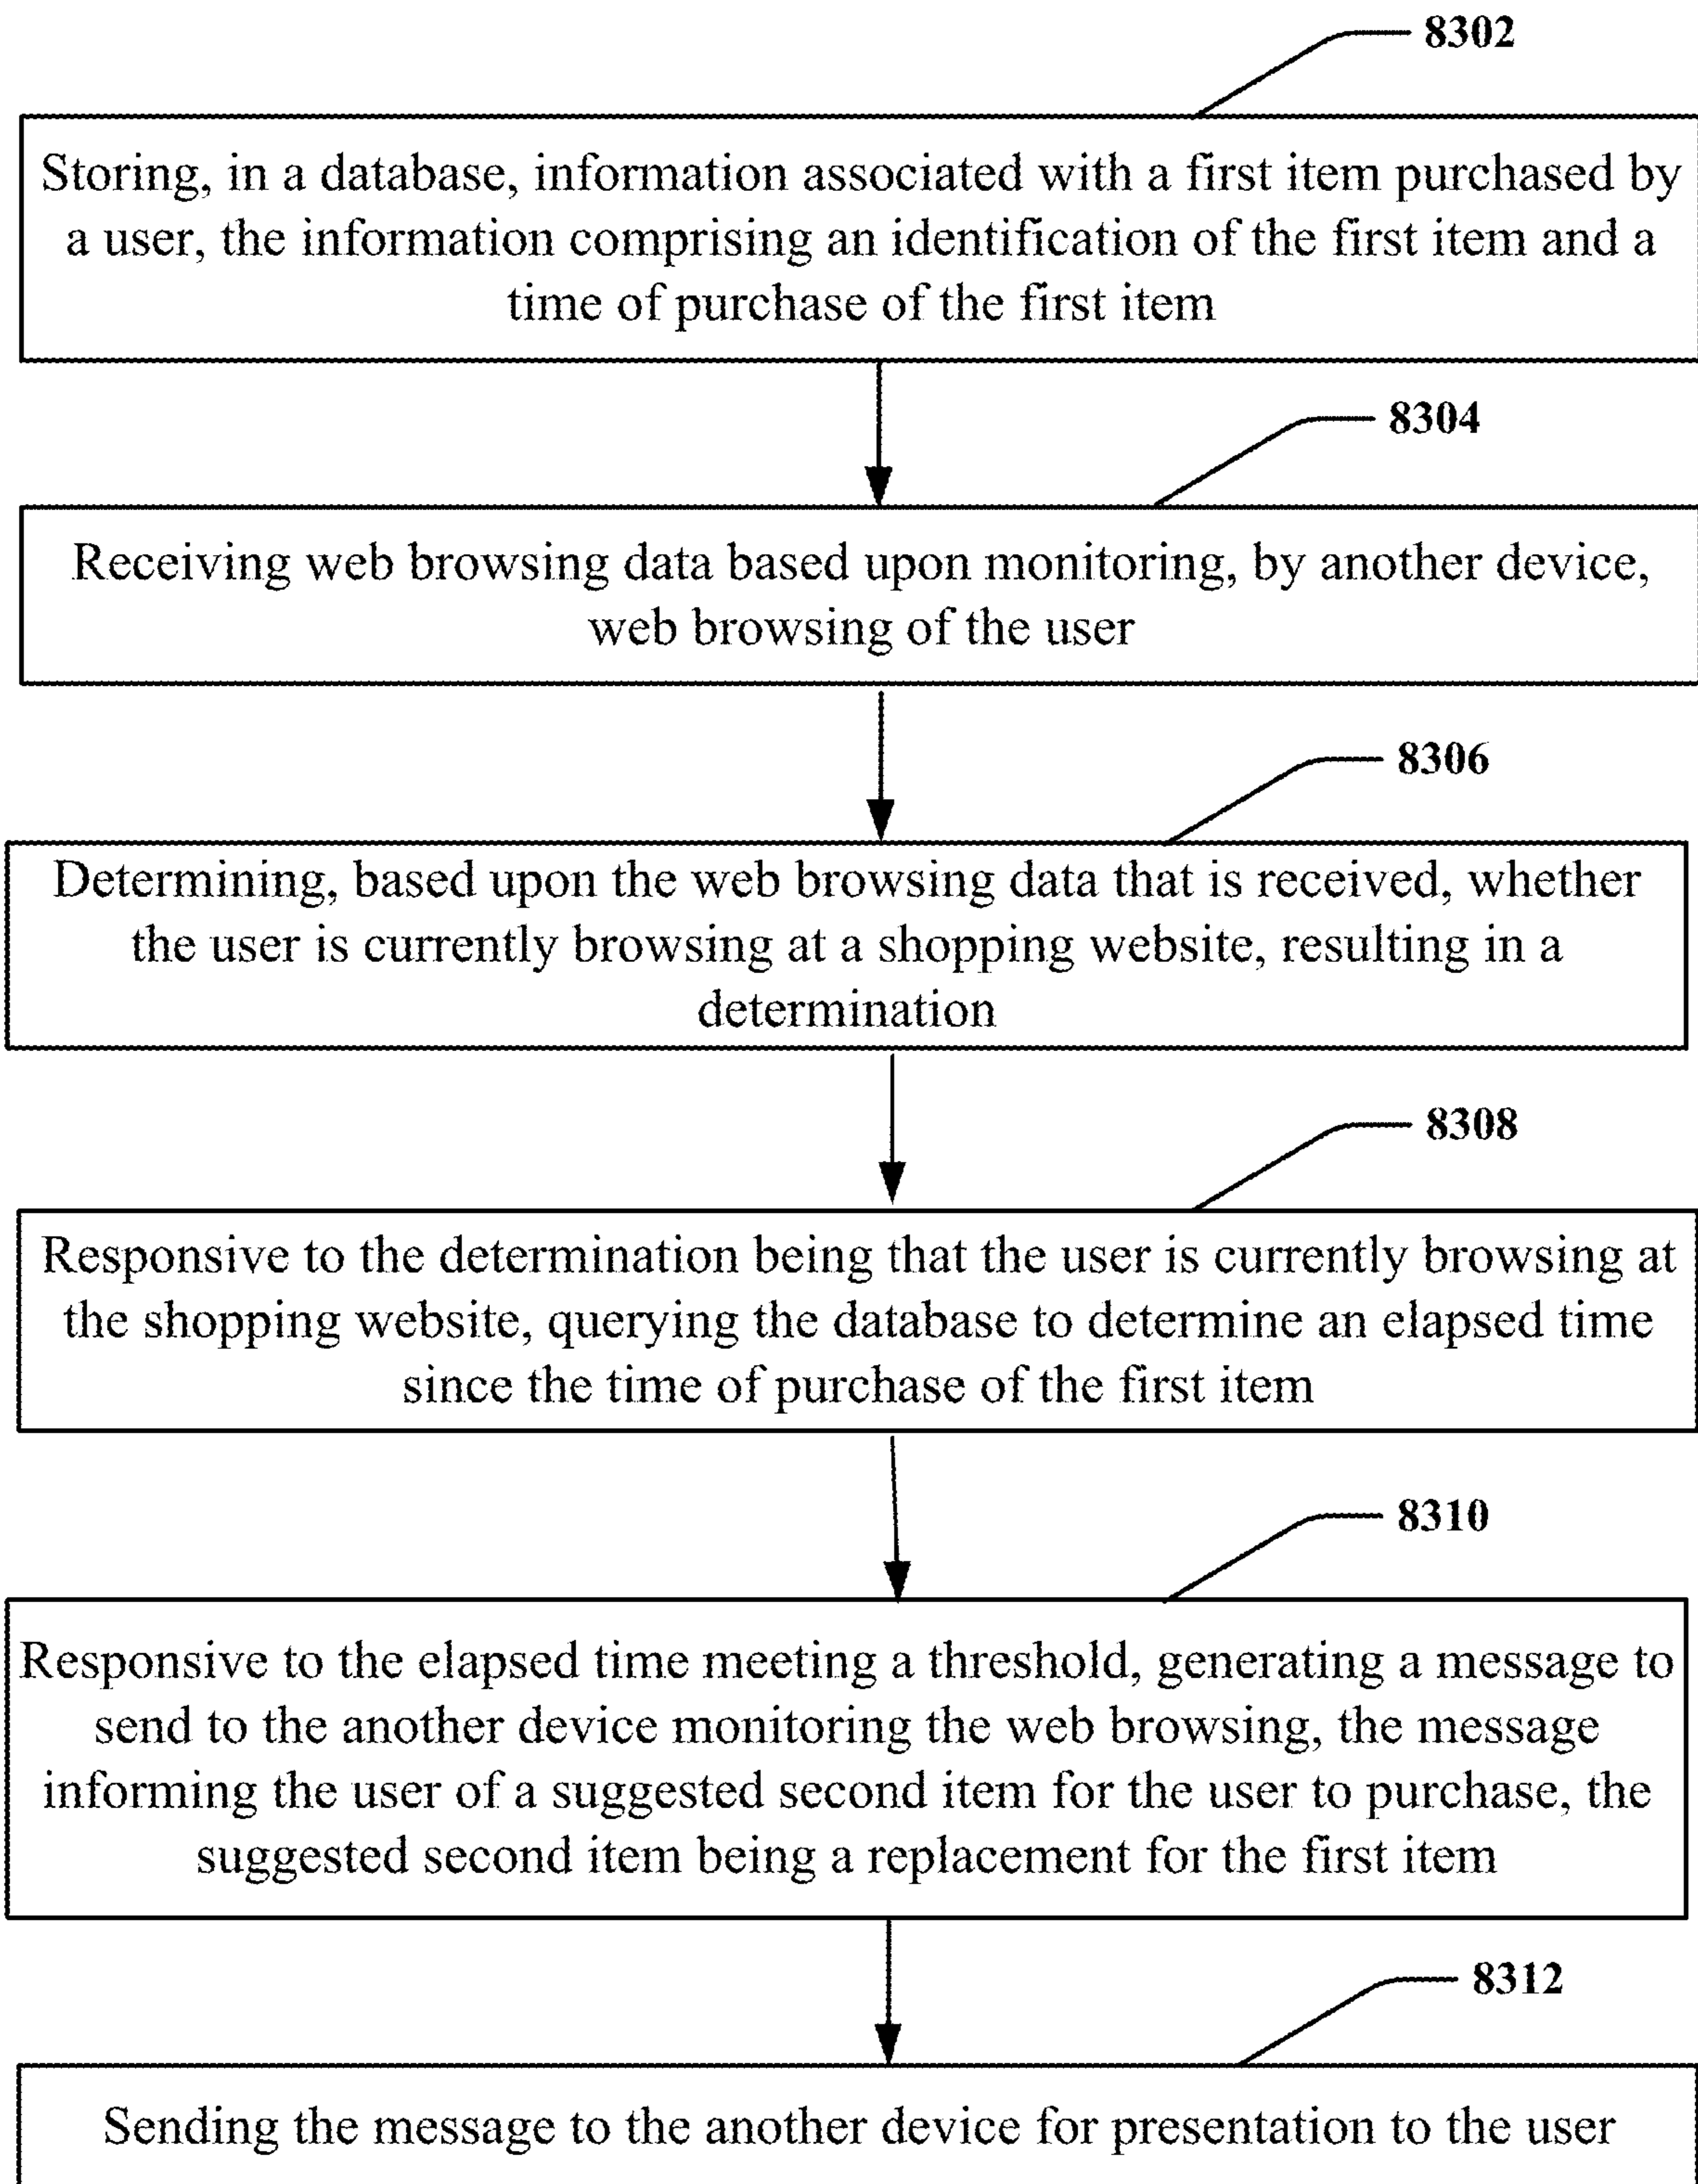 8302
Storing, in a database, information associated with a first item purchased by
a user, the information comprising an identification of the first item and a
time of purchase of the first item
8304
Receiving web browsing data based upon monitoring, by another device,
web browsing of the user
8306
Determining, based upon the web browsing data that is received, whether
the user is currently browsing at a shopping website, resulting in a
determination
8308
Responsive to the determination being that the user is currently browsing at
the shopping website, querying the database to determine an elapsed time
since the time of purchase of the first item
8310
Responsive to the elapsed time meeting a threshold, generating a message to
send to the another device monitoring the web browsing, the message
informing the user of a suggested second item for the user to purchase, the
suggested second item being a replacement for the first item
8312
Sending the message to the another device for presentation to the user